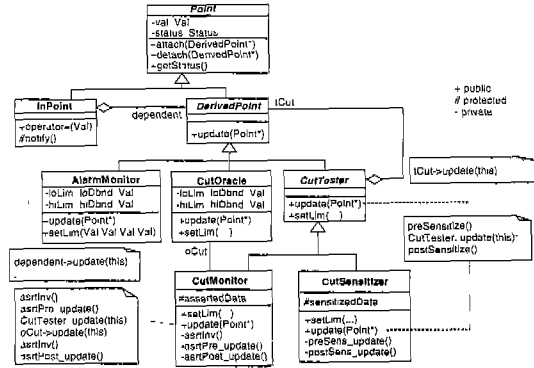 Point
-val Val
-status Status
-attach(DerivedPoint*)
-detach(DerivedPoint*)
+getStatus()
InPoint
+operator=(Val)
#notify()
dependent
DerivedPoint
+update(Point*)
tCut
+ public
# protected
- private
AlarmMonitor
-loLim loDbnd Val
-hiLim hiDbnd Val
+update(Point*)
+setLim(Val Val Val Val)
CutOracle
-loLim loDbnd Val
-hiLim hiDbnd Val
+update(Point*)
+setLim( )
CutTester
+update(Point*)
+setLim( )
tCut->update(this)
preSensitize()
CutTester. update(this)
postSensitize()
dependent->update(this)
oCut
asrtInv()
asrtPre_update()
CutTester update(this)
oCut->update(this)
asrtInv()
asrtPost_update()
CutMonitor
#assertedData
+setLim( )
+update(Point*)
-asrtInv()
-asrtPre_update()
-asrtPost_update()
CutSensitizer
#sensitizedData
+setLim(...)
+update(Point*)
-preSens_update()
-postSens_update()